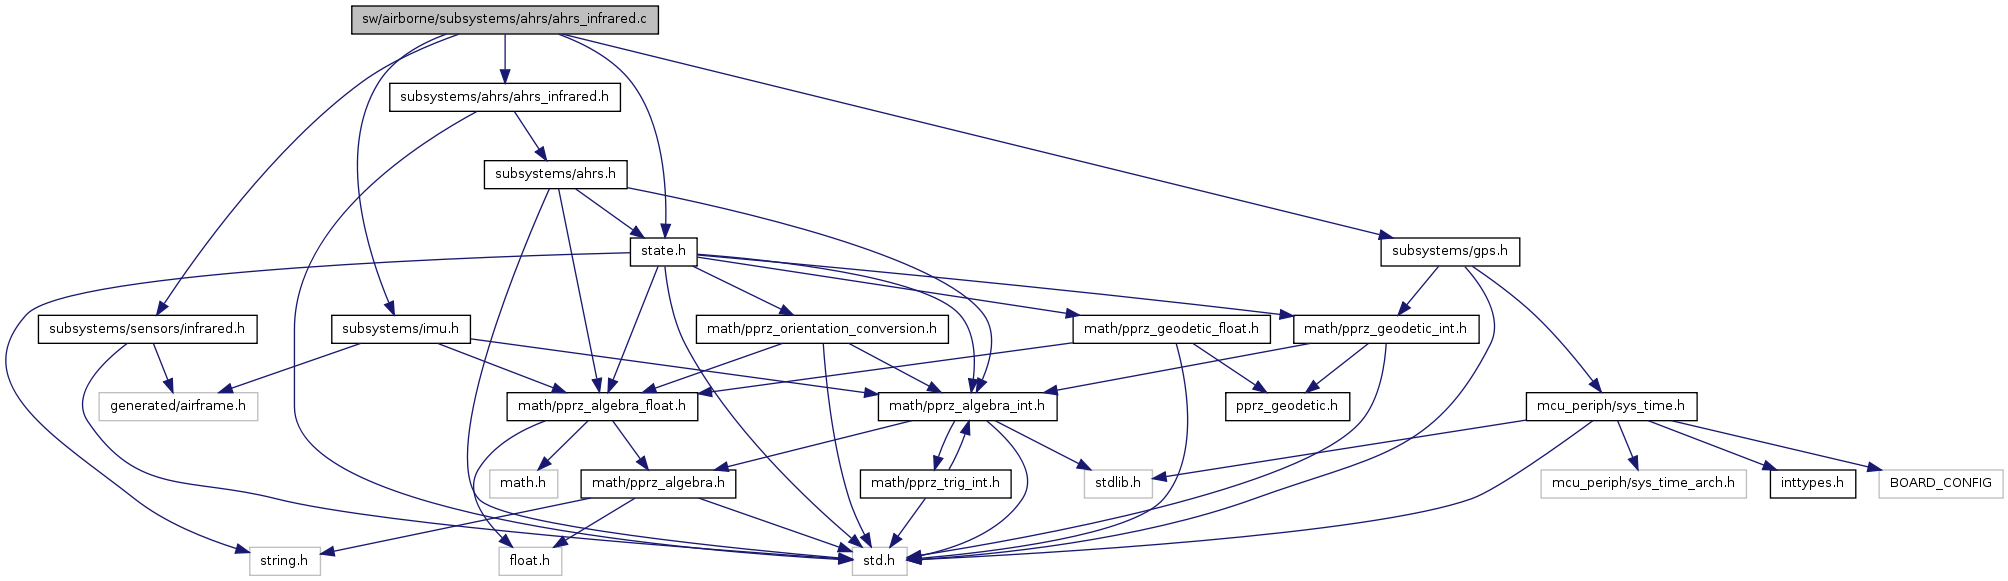 sw/airborne/subsystems/ahrs/ahrs_infrared.c
subsystems/ahrs/ahrs_infrared.h
subsystems/ahrs.h
state.h
subsystems/gps.h
subsystems/sensors/infrared.h
subsystems/imu.h
math/pprz_orientation_conversion.h
math/pprz_geodetic_float.h
math/pprz_geodetic_int.h
generated/airframe.h
math/pprz_algebra_float.h
math/pprz_algebra_int.h
pprz_geodetic.h
mcu_periph/sys_time.h
math.h
math/pprz_algebra.h
math/pprz_trig_int.h
stdlib.h
mcu_periph/sys_time_arch.h
inttypes.h
BOARD_CONFIG
string.h
float.h
std.h